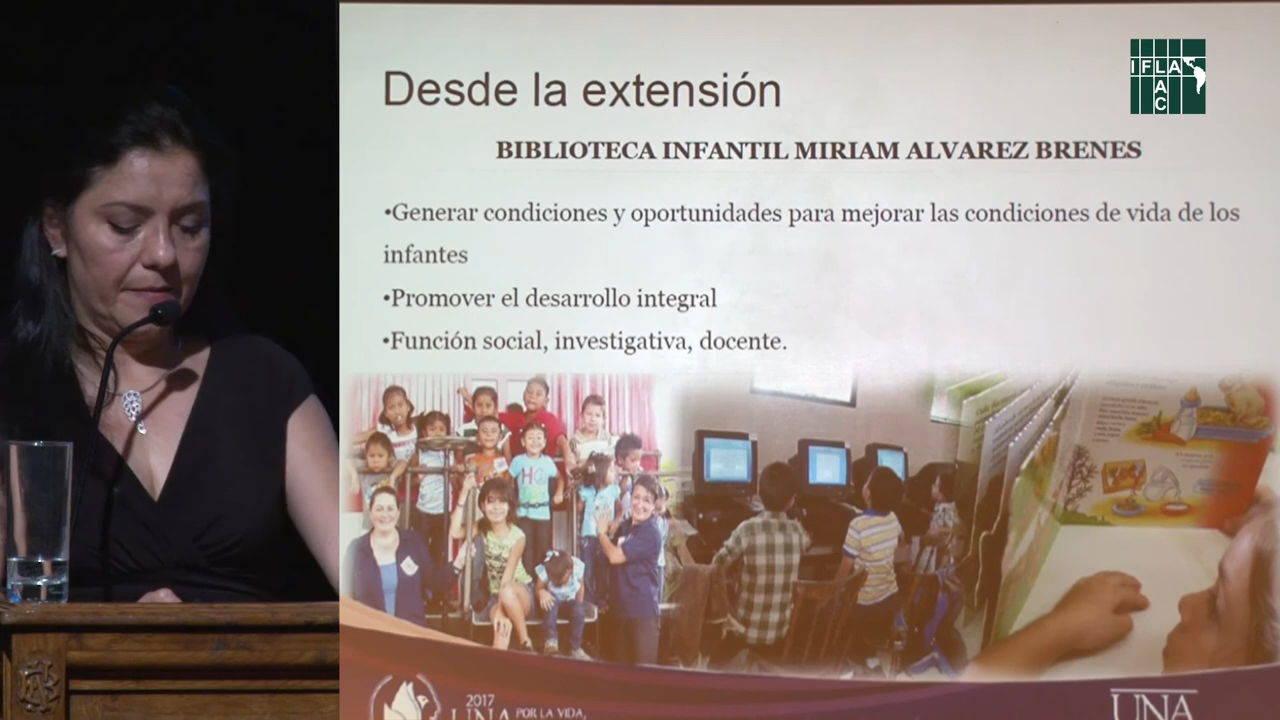 Desde la extensión
IFLA
LAC
BIBLIOTECA INFANTIL MIRIAM ALVAREZ BRENES
•Generar condiciones y oportunidades para mejorar las condiciones de vida de los
infantes
•Promover el desarrollo integral
•Función social, investigativa, docente.
HC
2017
UNA POR LA VIDA,
UNA